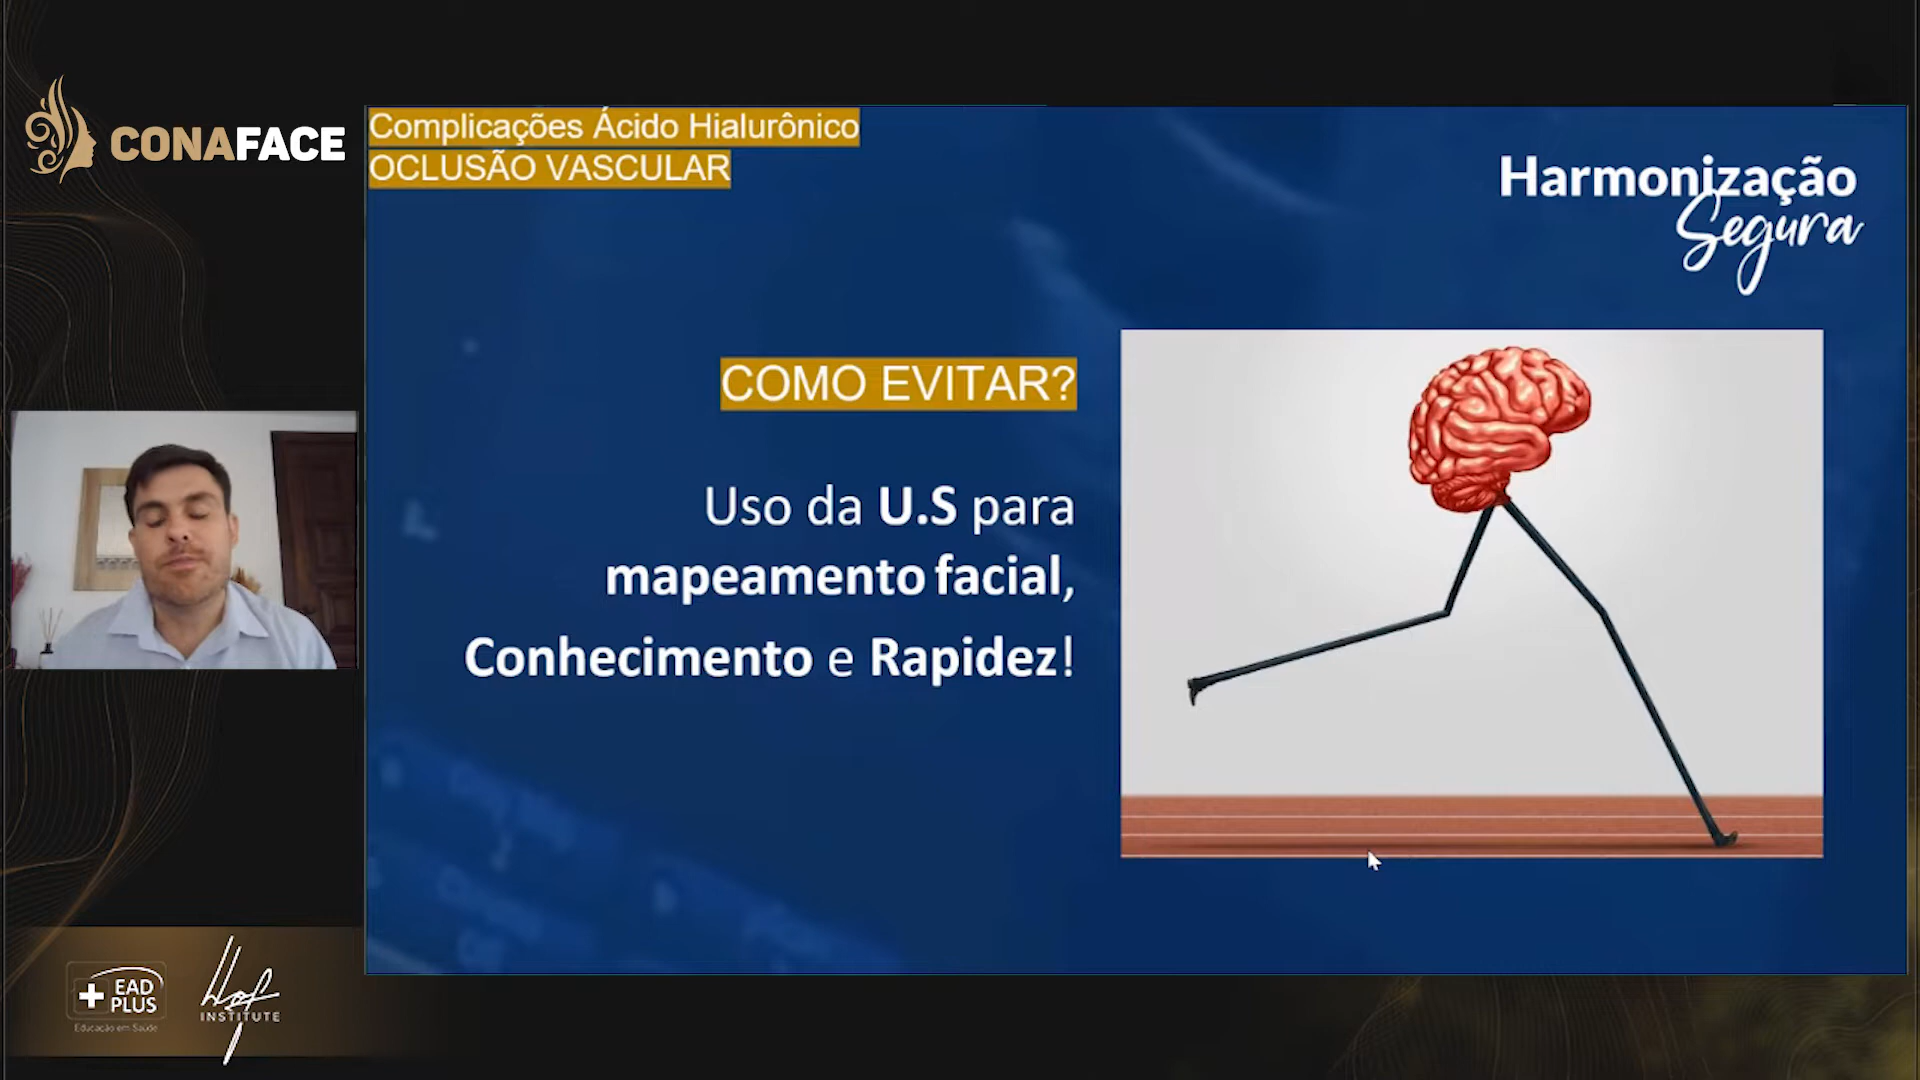 CONAFACE
Complicações Ácido Hialurônico
OCLUSÃO VASCULAR
Harmonização
Segura
COMO EVITAR?
Uso da U.S para
mapeamento facial,
Conhecimento e Rapidez!
EAD
PLUS
Educação em Saúde
Hof
INSTITUTE